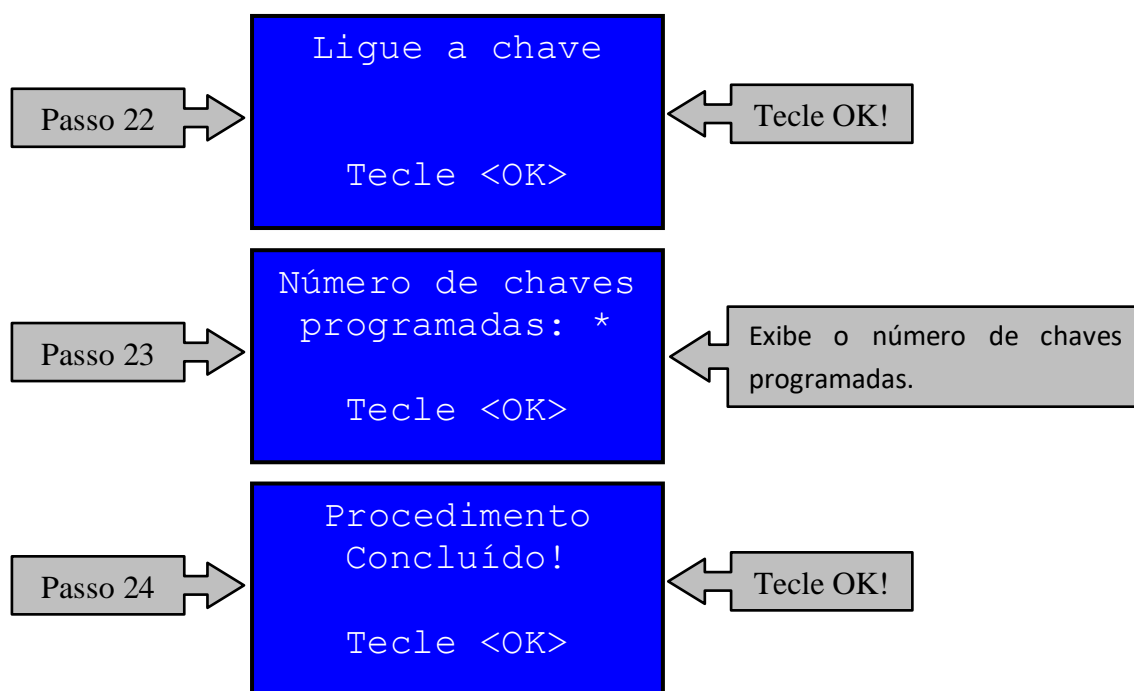 Ligue a chave
Passo 22
Tecle OK!
Tecle <OK>
Número de chaves
programadas: *
Passo 23
Exibe o número de chaves
programadas.
Tecle <OK>
Procedimento
Concluído!
Passo 24
Tecle OK!
Tecle <OK>